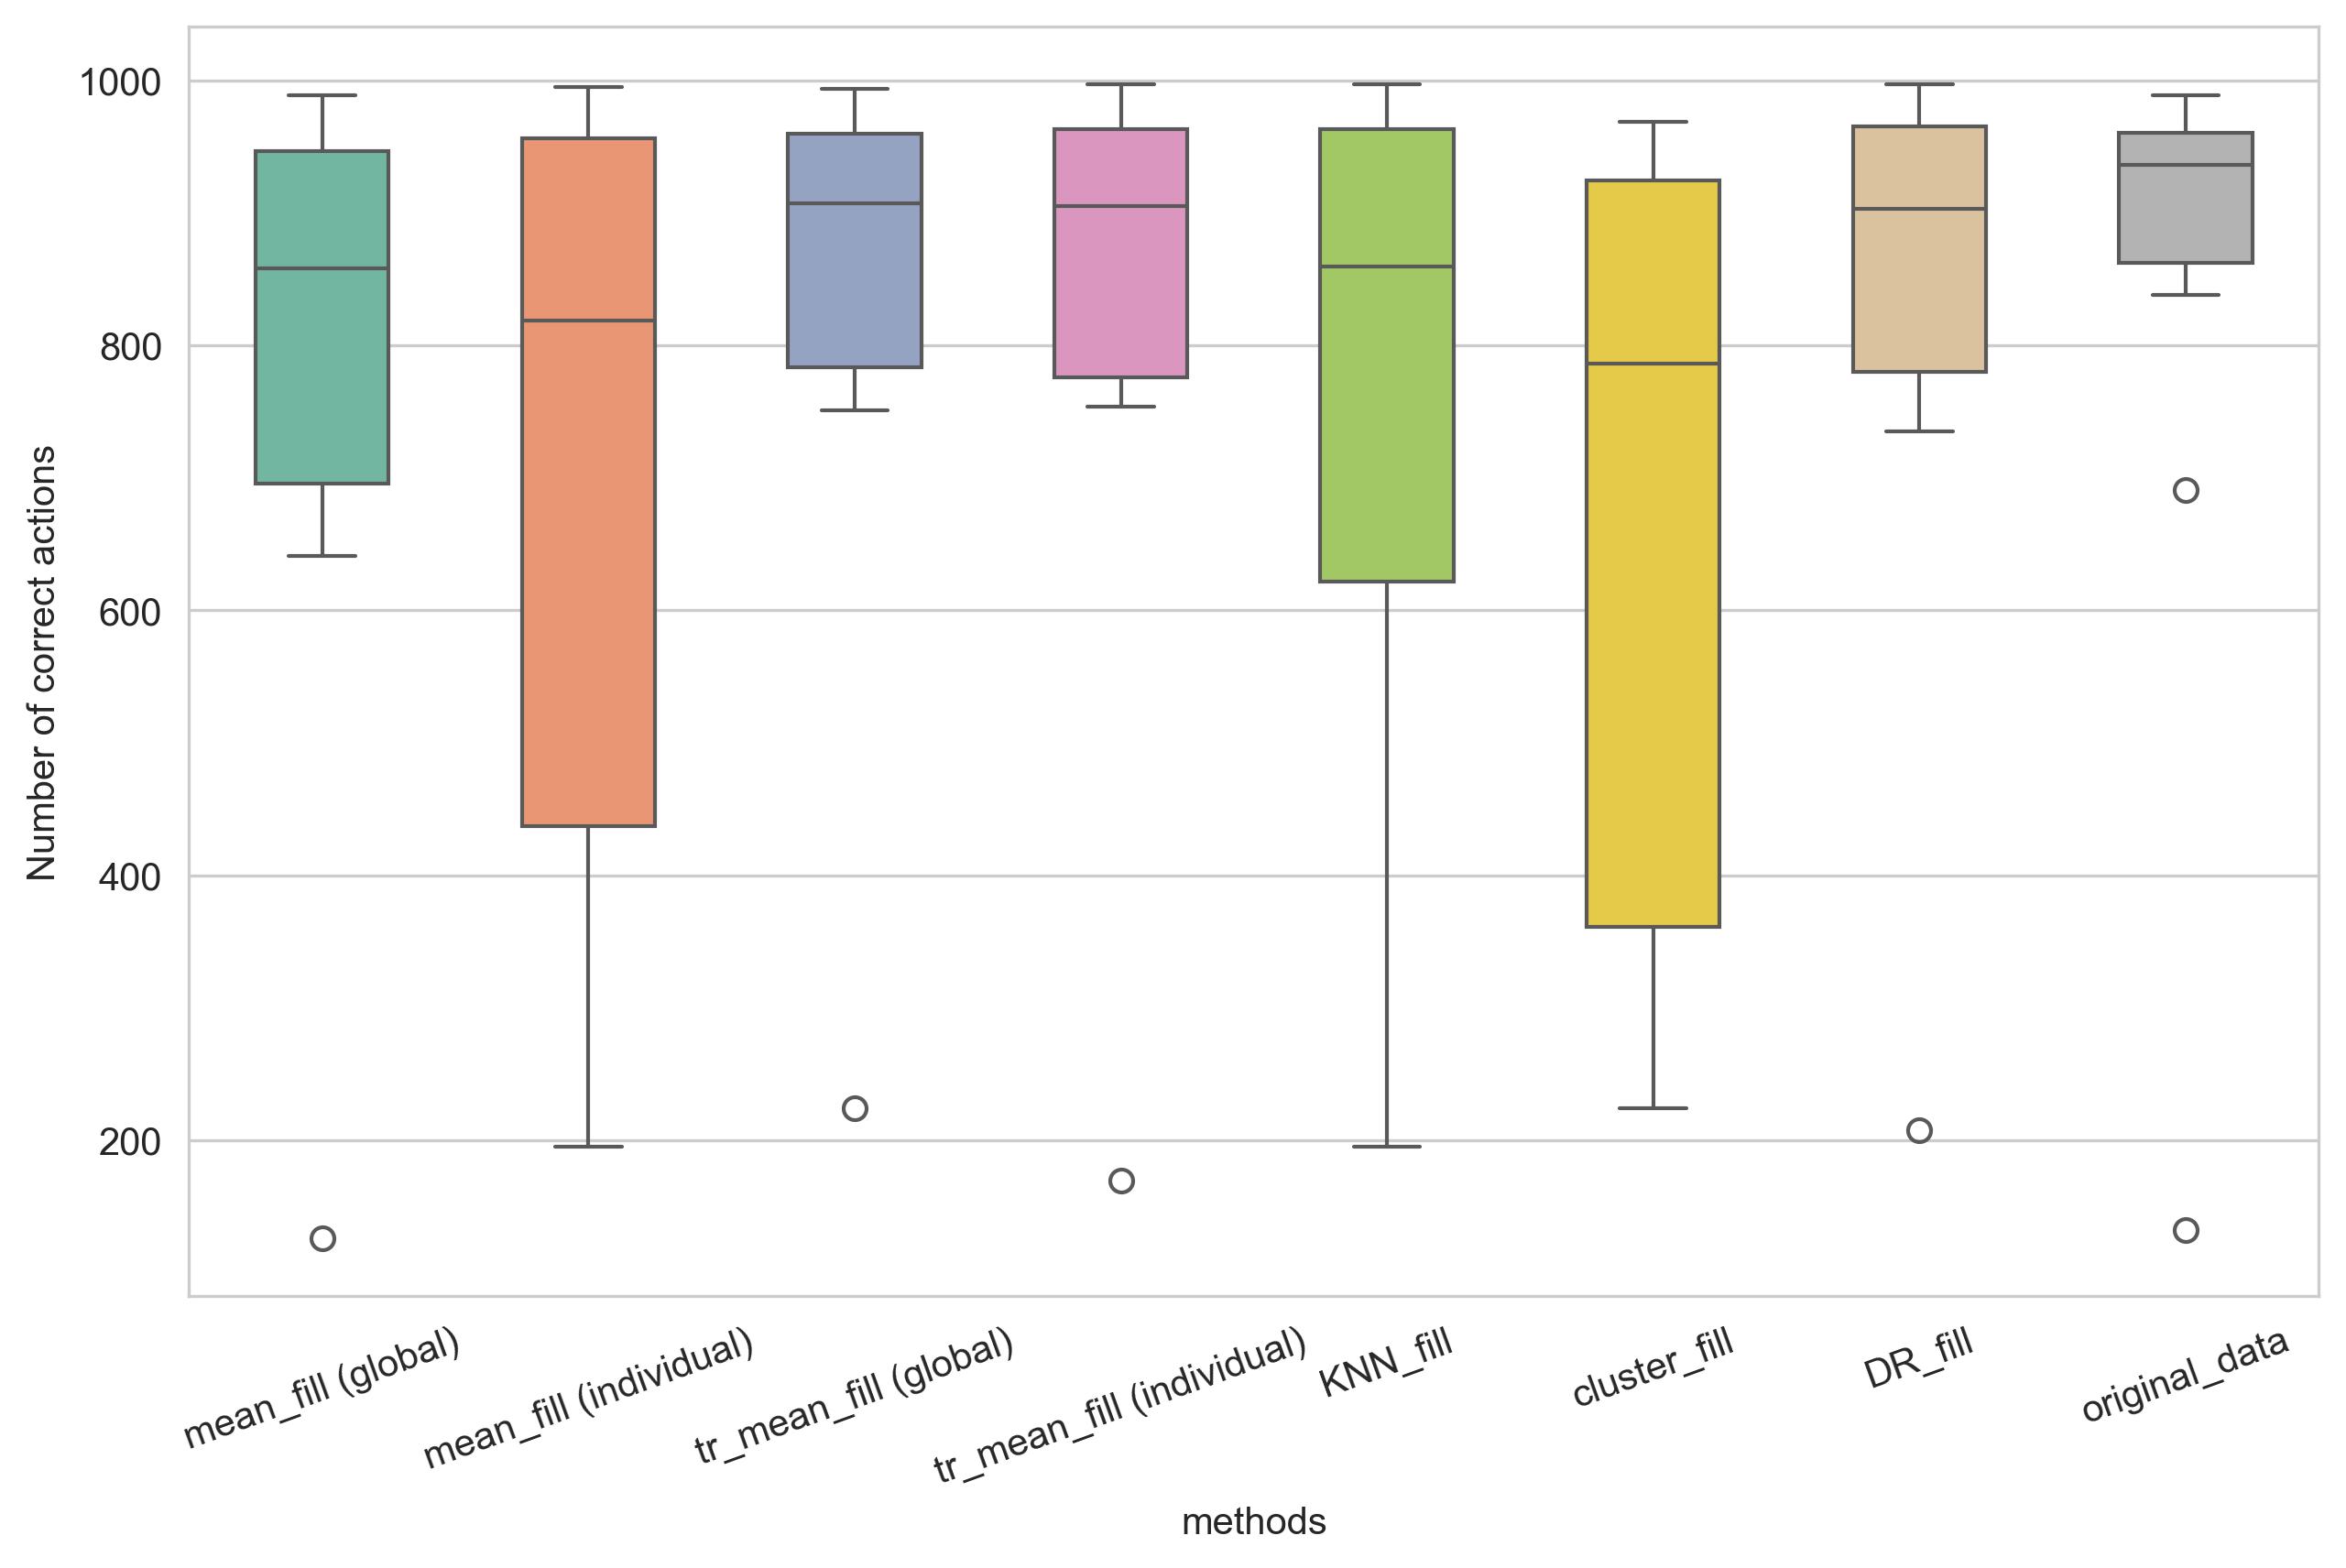 1000
800
600
400
200
Number of correct actions
mean_fill (global)
mean_fill (individual)
tr_mean_fill (global)
tr_mean_fill (individual)
KNN_fill
cluster_fill
DR_fill
original_data
methods